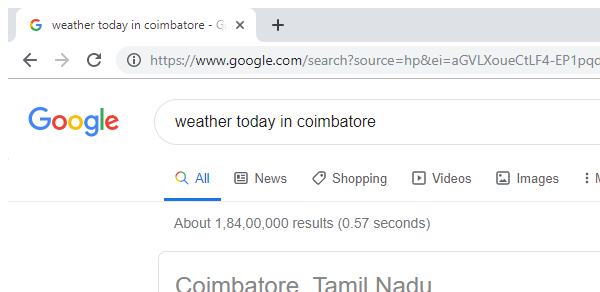 weather today in coimbatore - G
https://www.google.com/search?source=hp&ei=aGVLXoueCtLF4-EP1pqo
Google
weather today in coimbatore
All News Shopping Videos Images
About 1,84,00,000 results (0.57 seconds)
Coimbatore, Tamil Nadu